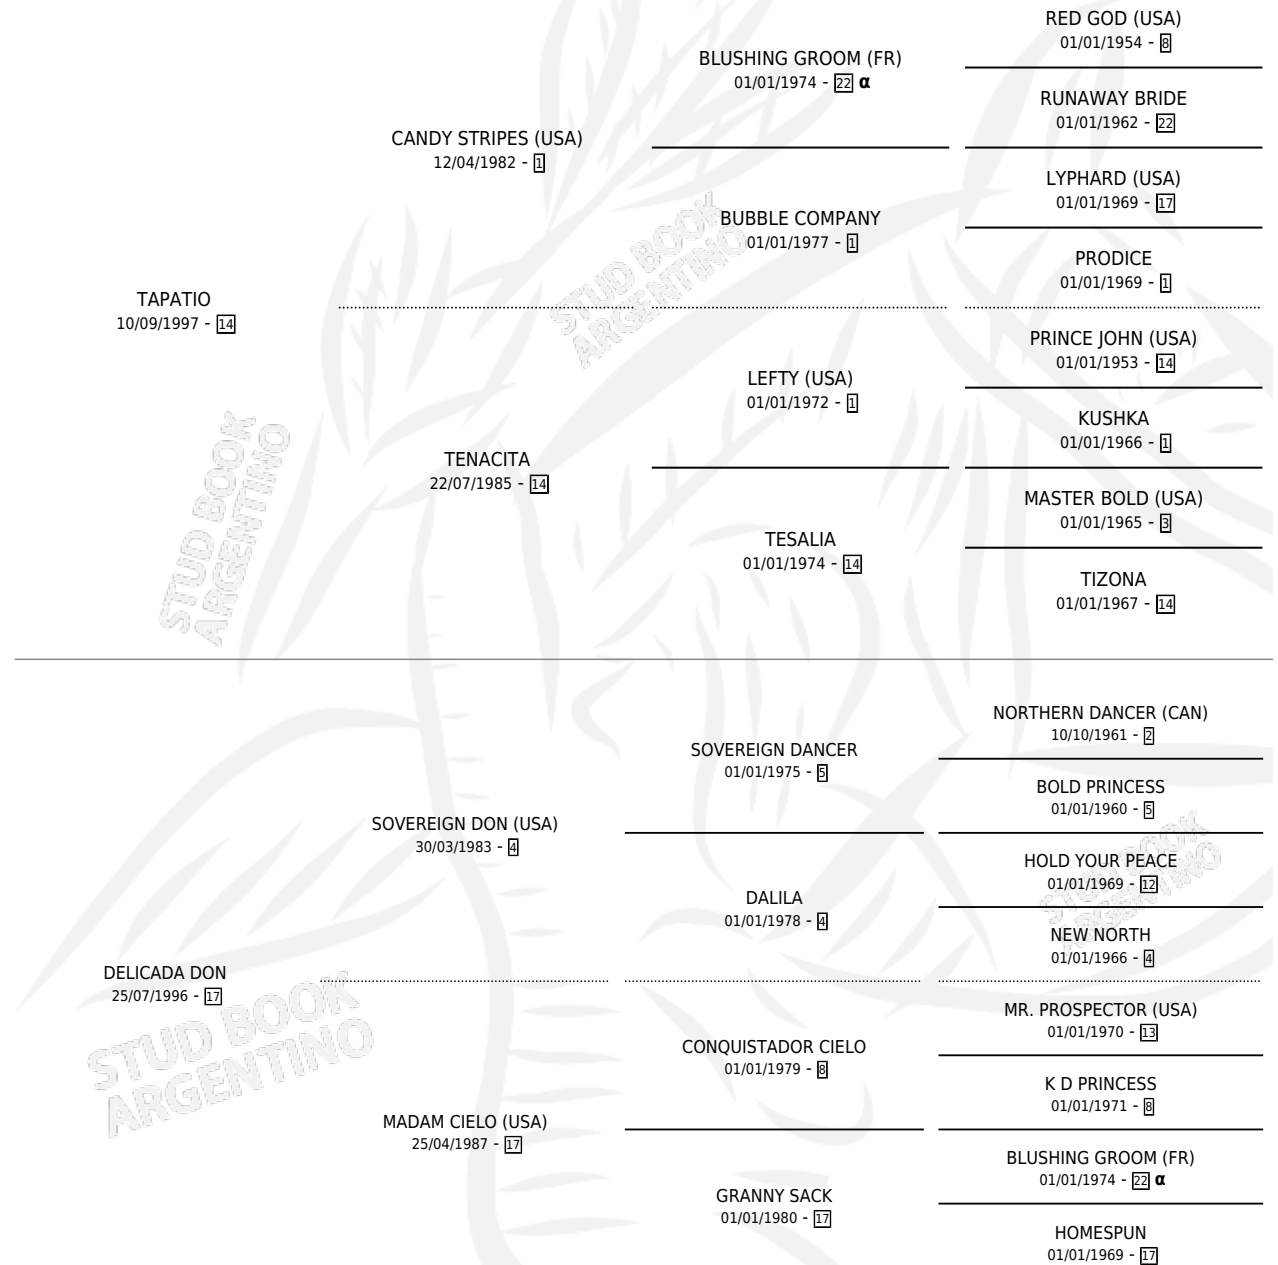 RED GOD (USA)
01/01/1954 - 8
BLUSHING GROOM (FR)
01/01/1974 - 22 α
RUNAWAY BRIDE
01/01/1962 - 22
CANDY STRIPES (USA)
12/04/1982 - 1
LYPHARD (USA)
01/01/1969 - 17
BUBBLE COMPANY
01/01/1977 - 1
PRODICE
01/01/1969 - 1
TAPATIO
10/09/1997 - 14
PRINCE JOHN (USA)
01/01/1953 - 14
LEFTY (USA)
01/01/1972 - 1
KUSHKA
01/01/1966 - 1
TENACITA
22/07/1985 - 14
MASTER BOLD (USA)
01/01/1965 - 3
TESALIA
01/01/1974 - 14
TIZONA
01/01/1967 - 14
STUD BOOK
ARGENTINO
STUD BOOK
ARGENTINO
NORTHERN DANCER (CAN)
10/10/1961 - 2
SOVEREIGN DANCER
01/01/1975 - 5
BOLD PRINCESS
01/01/1960 - 5
SOVEREIGN DON (USA)
30/03/1983 - 4
HOLD YOUR PEACE
01/01/1969 - 12
DALILA
01/01/1978 - 4
NEW NORTH
01/01/1966 - 4
DELICADA DON
25/07/1996 - 17
MR. PROSPECTOR (USA)
01/01/1970 - 13
CONQUISTADOR CIELO
01/01/1979 - 8
K D PRINCESS
01/01/1971 - 8
MADAM CIELO (USA)
25/04/1987 - 17
BLUSHING GROOM (FR)
01/01/1974 - 22 α
GRANNY SACK
01/01/1980 - 17
HOMESPUN
01/01/1969 - 17
STUD BOOK
ARGENTINO
STUD BOOK
ARGENTINO